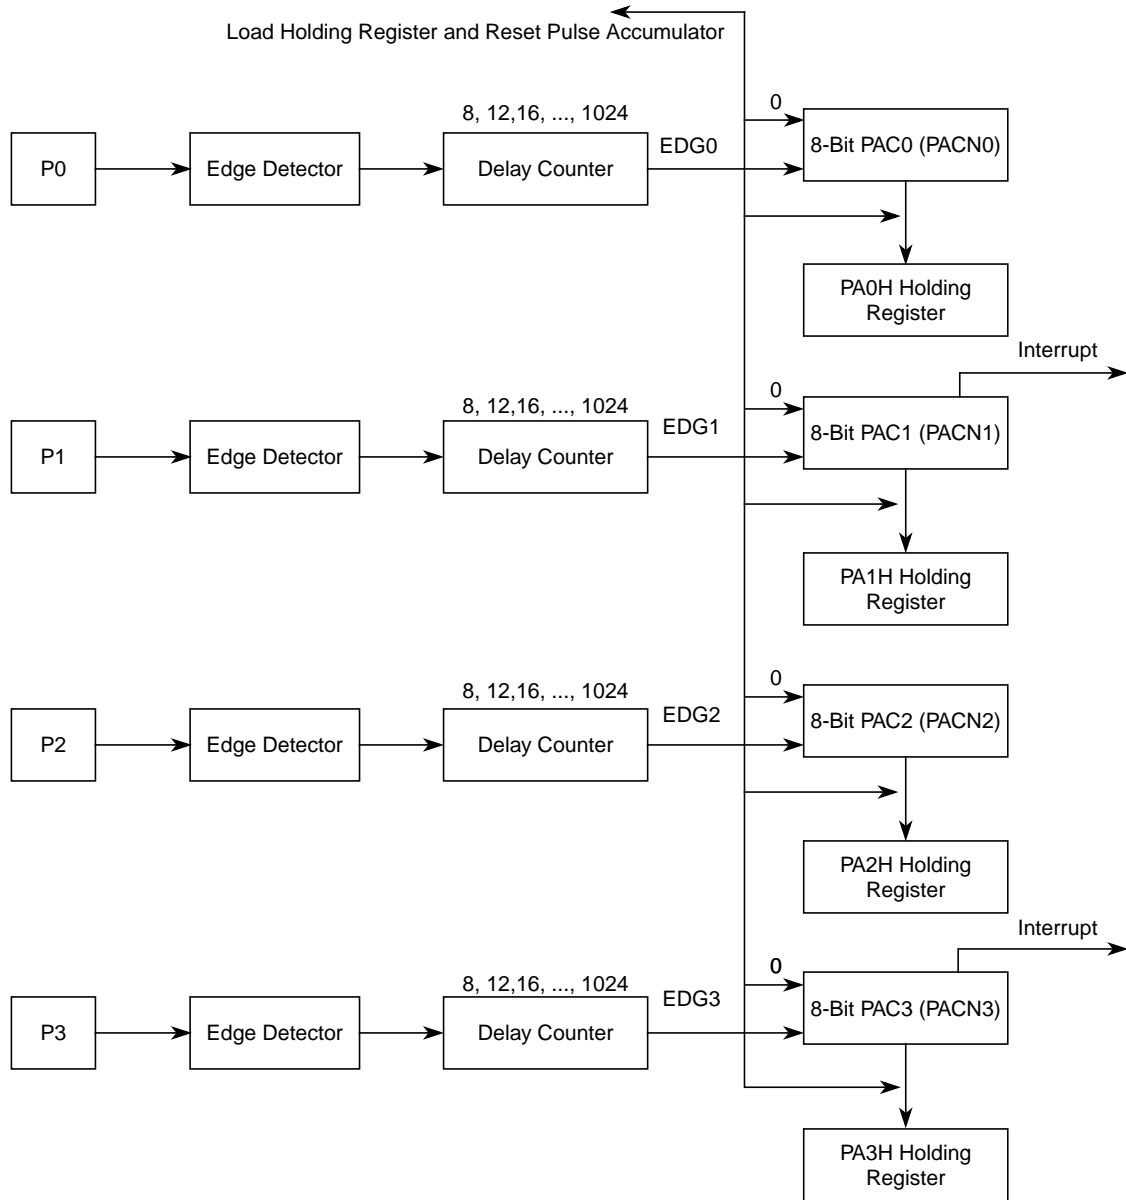 Load Holding Register and Reset Pulse Accumulator
0
8, 12,16, ..., 1024
EDG0
8-Bit PAC0 (PACN0)
P0
Edge Detector
Delay Counter
PA0H Holding
Register
Interrupt
0
8, 12,16, ..., 1024
EDG1
8-Bit PAC1 (PACN1)
P1
Edge Detector
Delay Counter
PA1H Holding
Register
0
8, 12,16, ..., 1024
EDG2
8-Bit PAC2 (PACN2)
P2
Edge Detector
Delay Counter
PA2H Holding
Register
Interrupt
0
8, 12,16, ..., 1024
EDG3
8-Bit PAC3 (PACN3)
P3
Edge Detector
Delay Counter
PA3H Holding
Register